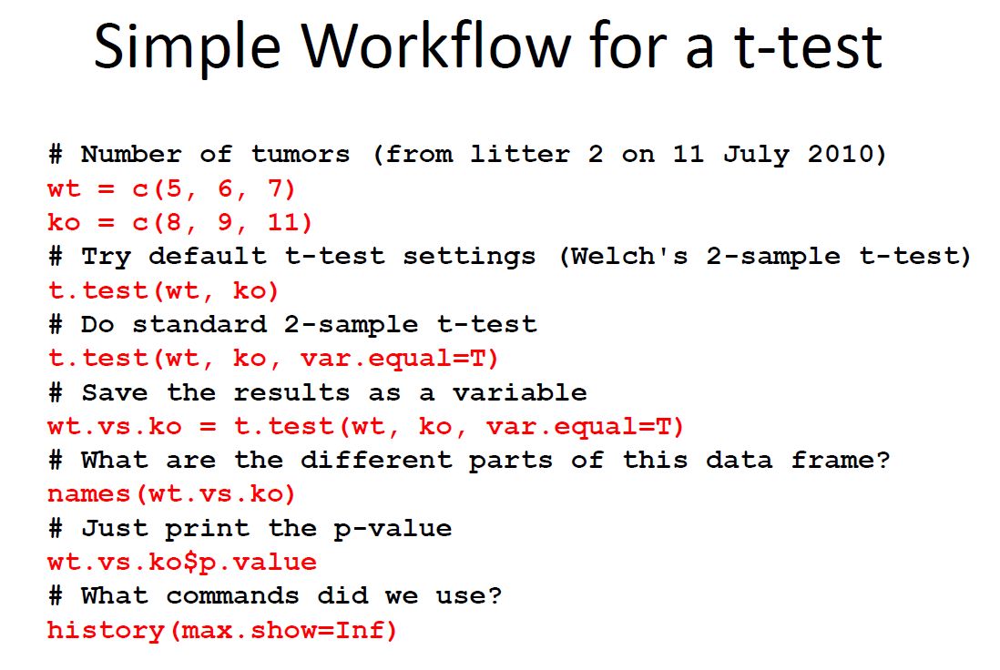 Simple Workflow for a t-test
# Number of tumors (from litter 2 on 11 July 2010)
wt = c(5, 6, 7)
ko = c(8, 9, 11)
# Try default t-test settings (Welch's 2-sample t-test)
t.test(wt, ko)
# Do standard 2-sample t-test
t.test(wt, ko, var.equal=T)
# Save the results as a variable
wt.vs.ko = t.test(wt, ko, var.equal=T)
# What are the different parts of this data frame?
names(wt.vs.ko)
# Just print the p-value
wt.vs.ko$p.value
# What commands did we use?
history(max.show=Inf)